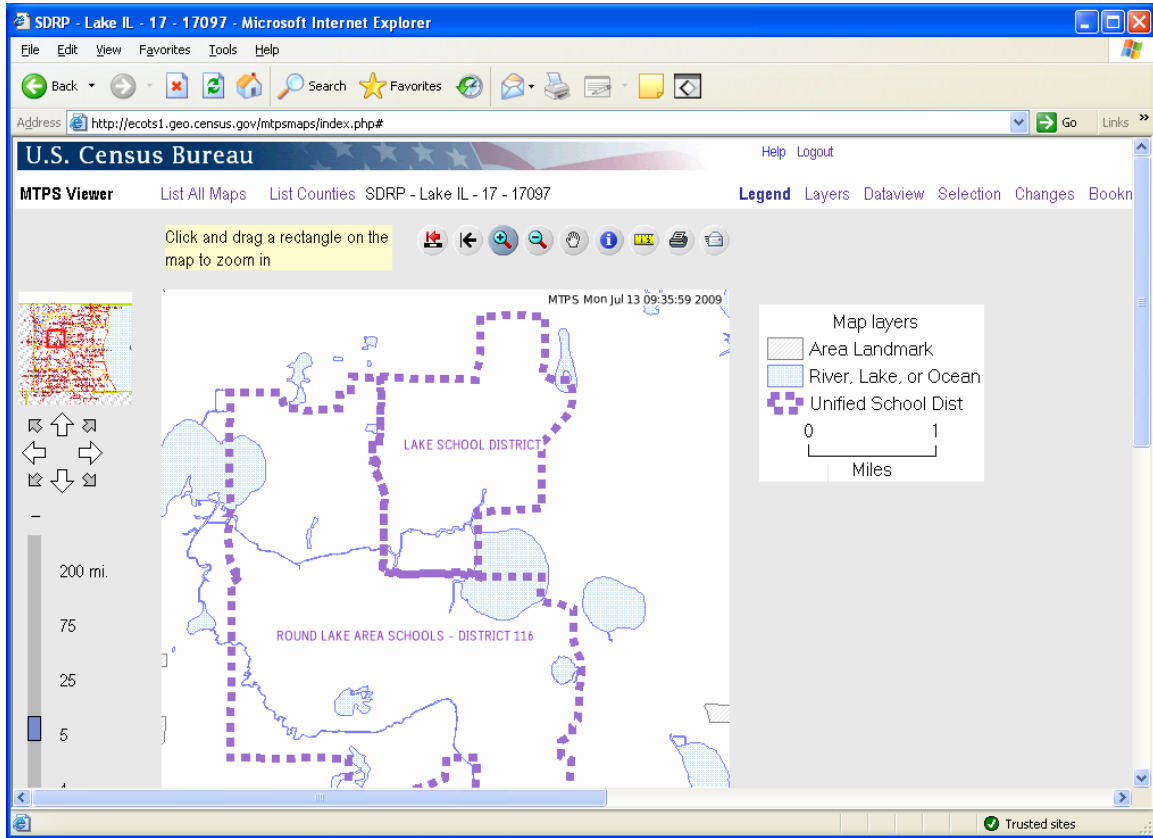 SDRP - Lake IL - 17 - 17097 - Microsoft Internet Explorer
File Edit View Favorites Tools Help
Back Search Favorites
Address http://ecots1.geo.census.gov/mtpsmaps/index.php# Go Links »
U.S. Census Bureau Help Logout
MTPS Viewer List All Maps List Counties SDRP - Lake IL - 17 - 17097 Legend Layers Dataview Selection Changes Bookn
Click and drag a rectangle on the
map to zoom in
MTPS Mon Jul 13 09:35:59 2009
Map layers
Area Landmark
River, Lake, or Ocean
Unified School Dist
0 1
Miles
LAKE SCHOOL DISTRICT
ROUND LAKE AREA SCHOOLS - DISTRICT 116
200 mi.
75
25
5
Trusted sites